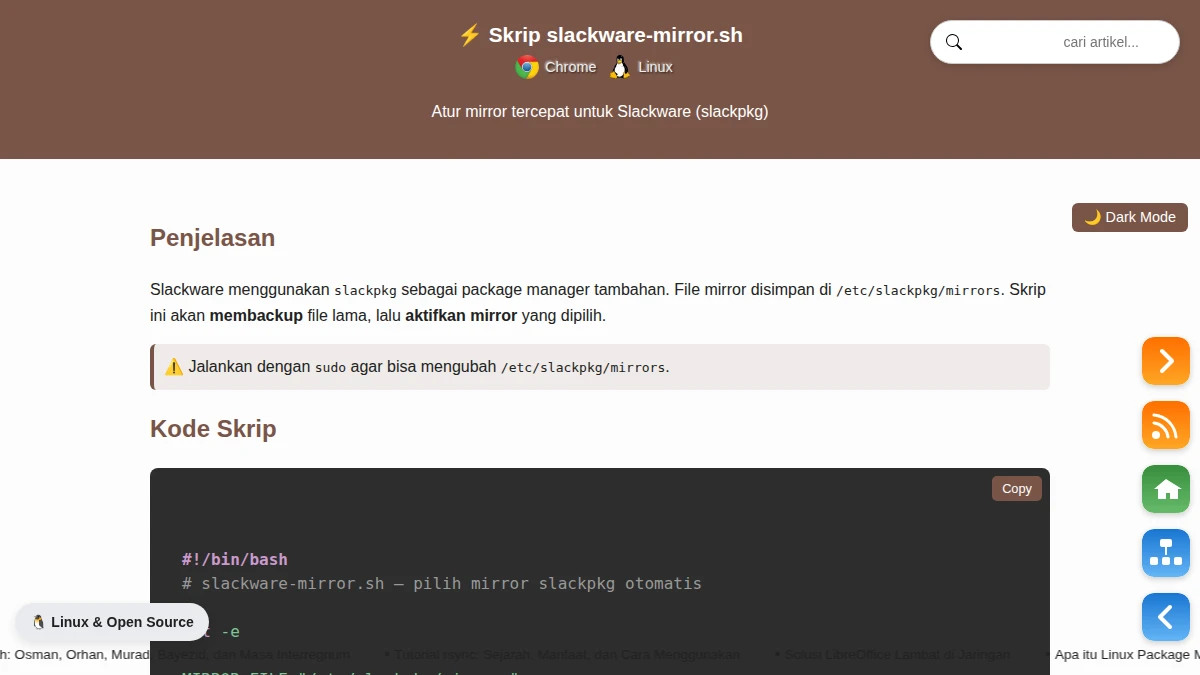 ⚡ Skrip slackware-mirror.sh
Chrome Linux
Atur mirror tercepat untuk Slackware (slackpkg)
cari artikel...
🌙 Dark Mode
Penjelasan
Slackware menggunakan slackpkg sebagai package manager tambahan. File mirror disimpan di /etc/slackpkg/mirrors. Skrip
ini akan membackup file lama, lalu aktifkan mirror yang dipilih.
⚠️ Jalankan dengan sudo agar bisa mengubah /etc/slackpkg/mirrors.
Kode Skrip
Copy
#!/bin/bash
# slackware-mirror.sh — pilih mirror slackpkg otomatis
-e
🐧 Linux & Open Source
h: Osman, Orhan, Murad, Bayezid, dan Masa Interregnum • Tutorial rsync: Sejarah, Manfaat, dan Cara Menggunakan • Solusi LibreOffice Lambat di Jaringan • Apa itu Linux Package M